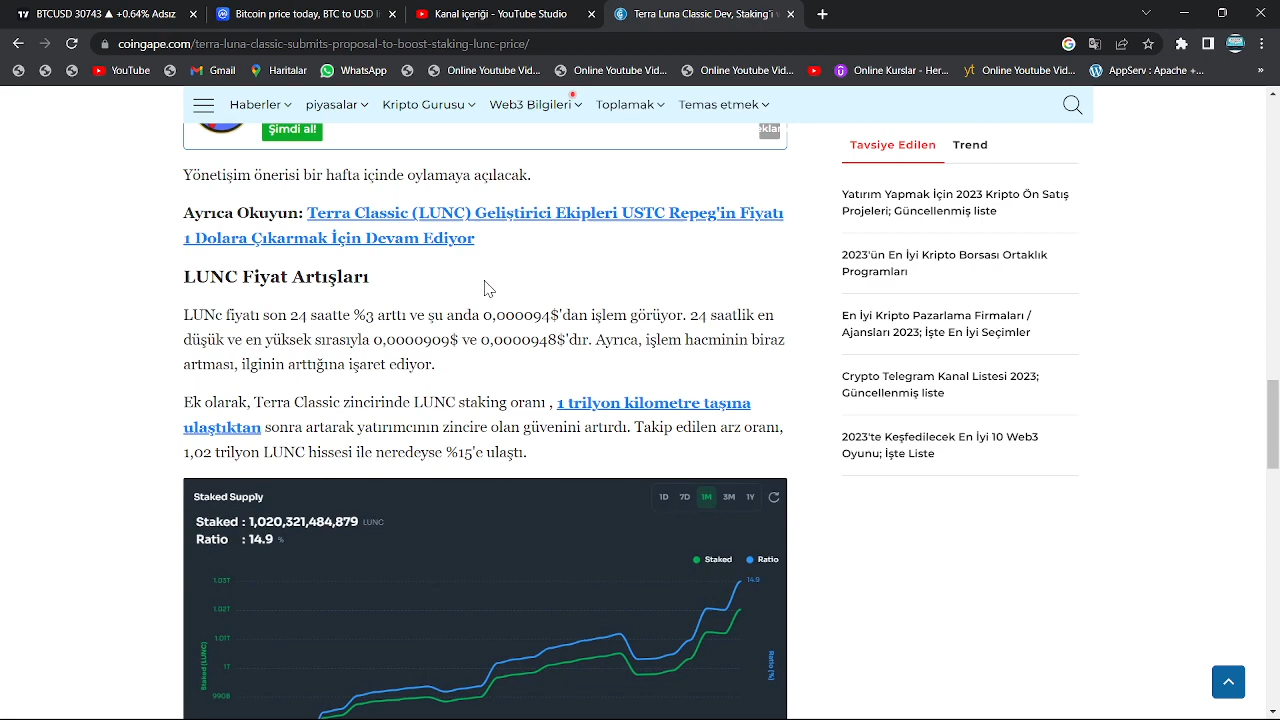 BTCUSD 30743 ▲ +0.64% Adsız
Bitcoin price today, BTC to USD l
Kanal içeriği - YouTube Studio
Terra Luna Classic Dev, Staking'i
coingape.com/terra-luna-classic-submits-proposal-to-boost-staking-lunc-price/
YouTube
Gmail
Haritalar
WhatsApp
Online Youtube Vid...
Online Youtube Vid...
Online Youtube Vid...
Online Kurslar - Her...
yt
Online Youtube Vid...
AppServ : Apache +...
»
Haberler
piyasalar
Kripto Gurusu
Web3 Bilgileri
Toplamak
Temas etmek
Şimdi al!
Yönetişim önerisi bir hafta içinde oylamaya açılacak.
Ayrıca Okuyun: Terra Classic (LUNC) Geliştirici Ekipleri USTC Repeg'in Fiyatı
1 Dolara Çıkarmak İçin Devam Ediyor
LUNC Fiyat Artışları
LUNc fiyatı son 24 saatte %3 arttı ve şu anda 0,000094$'dan işlem görüyor. 24 saatlik en
düşük ve en yüksek sırasıyla 0,0000909$ ve 0,0000948$'dır. Ayrıca, işlem hacminin biraz
artması, ilginin arttığına işaret ediyor.
Ek olarak, Terra Classic zincirinde LUNC staking oranı , 1 trilyon kilometre taşına
ulaştıktan sonra artarak yatırımcının zincire olan güvenini artırdı. Takip edilen arz oranı,
1,02 trilyon LUNC hissesi ile neredeyse %15'e ulaştı.
Staked Supply
1D 7D 1M 3M 1Y
Staked : 1,020,321,484,879 LUNC
Ratio : 14.9 %
Staked Ratio
1.03T
14.9
1.02T
1.01T
1T
990B
Staked (LUNC)
Ratio (%)
Tavsiye Edilen
Trend
Yatırım Yapmak İçin 2023 Kripto Ön Satış
Projeleri; Güncellenmiş liste
2023'ün En İyi Kripto Borsası Ortaklık
Programları
En İyi Kripto Pazarlama Firmaları /
Ajansları 2023; İşte En İyi Seçimler
Crypto Telegram Kanal Listesi 2023;
Güncellenmiş liste
2023'te Keşfedilecek En İyi 10 Web3
Oyunu; İşte Liste